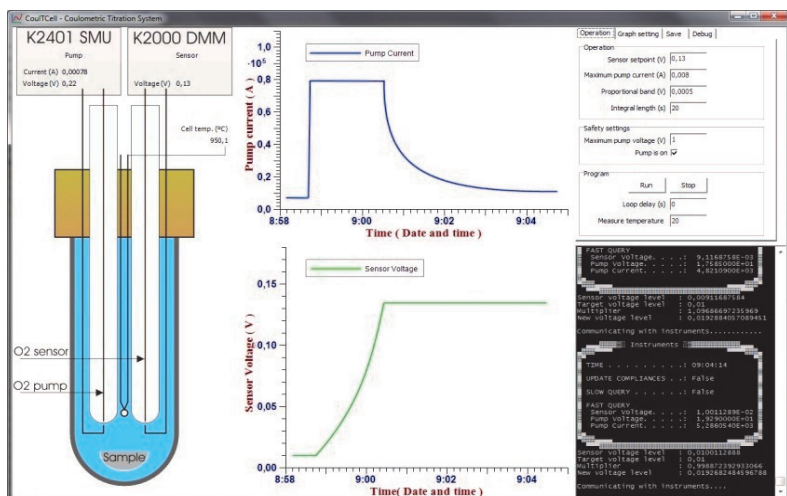 CoulTCell - Coulometric Titration System
K2401 SMU
Pump
Current (A) 0,00078
Voltage (V) 0,22
K2000 DMM
Sensor
Voltage (V) 0,13
Cell temp. (ºC)
950,1
O2 sensor
O2 pump
Sample
Pump Current
1,0
·10⁻⁵
0,8
0,6
0,4
0,2
0,0
Pump current ( A )
8:58
9:00
9:02
9:04
Time ( Date and time )
Sensor Voltage
0,15
0,10
0,05
0,00
Sensor Voltage ( V )
8:58
9:00
9:02
9:04
Time( Date and time )
Operation Graph setting Save Debug
Operation
Sensor setpoint (V) 0,13
Maximum pump current (A) 0,008
Proportional band (V) 0,0005
Integral length (s) 20
Safety settings
Maximum pump voltage (V) 1
Pump is on
Program
Run Stop
Loop delay (s) 0
Measure temperature 20
FAST QUERY
Sensor Voltage. . . .: 9,1168758E-03
Pump Voltage. . . . .: 1,7585000E+01
Pump Current. . . . .: 4,8210900E+03
Sensor voltage level : 0,00911687584
Target voltage : 0,01
Multiplier : 1,09686697235969
New voltage level : 0,0192884057089451
Communicating with instruments............
Instruments
TIME . . . . . . . . .: 09:04:14
UPDATE COMPLIANCES . .: False
SLOW QUERY . . . . . .: False
FAST QUERY
Sensor Voltage. . . .: 1,0011289E-02
Pump Voltage. . . . .: 1,9290000E+01
Pump Current. . . . .: 5,2860540E+03
Sensor voltage level : 0,0100112888
Target voltage : 0,01
Multiplier : 0,998872392933066
New voltage level : 0,0192682484596788
Communicating with instruments....